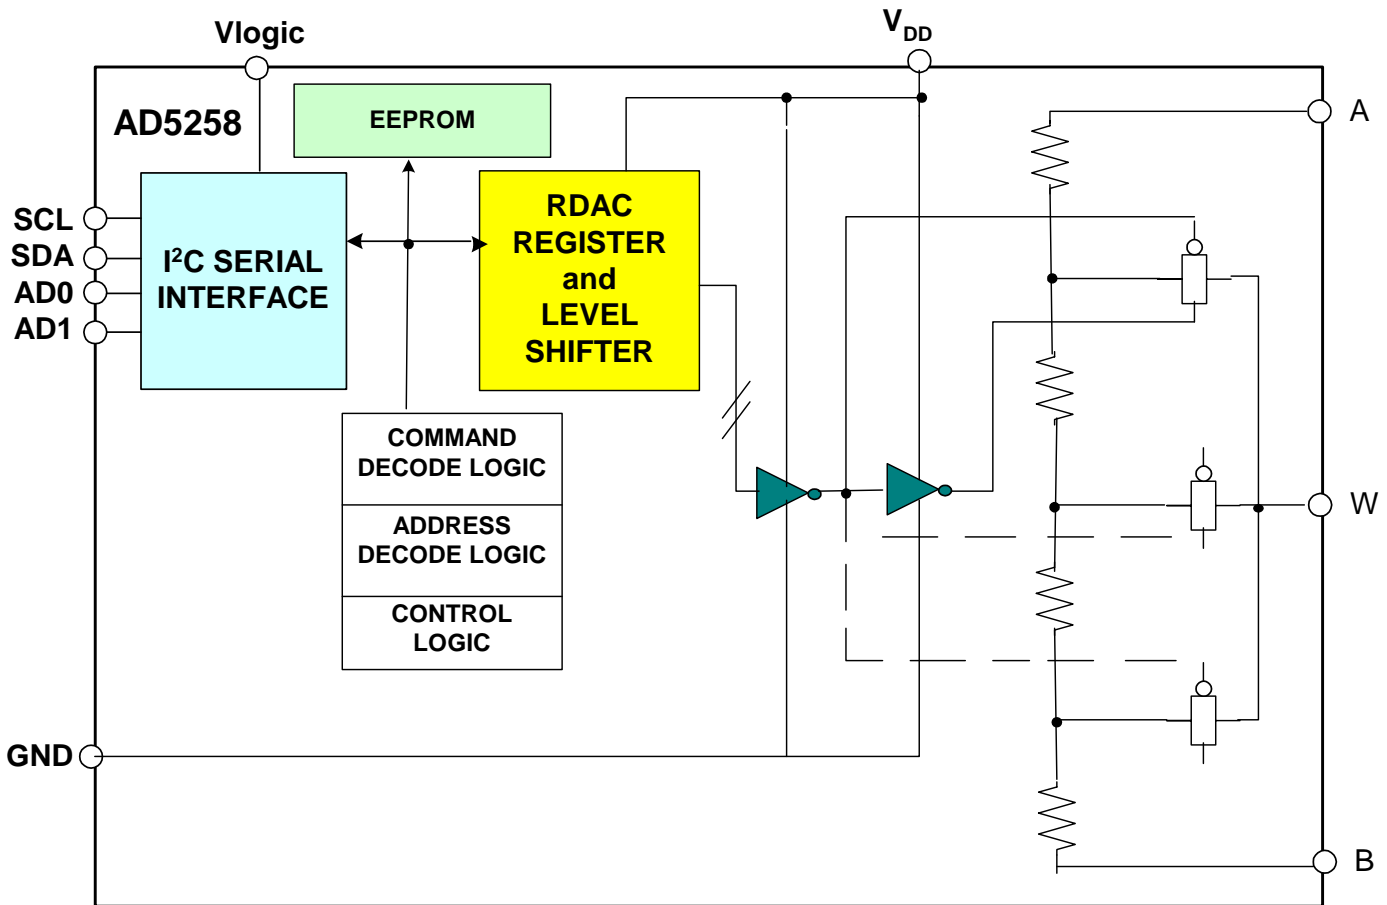 Vlogic
VDD
AD5258
EEPROM
A
SCL
SDA
AD0
AD1
I²C SERIAL
INTERFACE
RDAC
REGISTER
and
LEVEL
SHIFTER
COMMAND
DECODE LOGIC
ADDRESS
DECODE LOGIC
CONTROL
LOGIC
W
GND
B